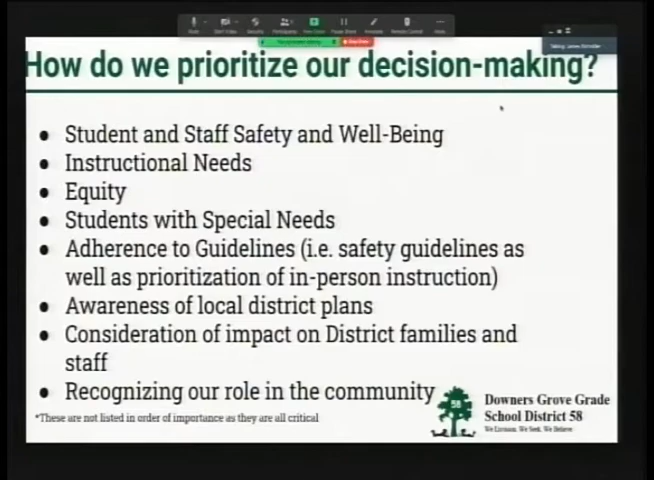 How do we prioritize our decision-making?
● Student and Staff Safety and Well-Being
● Instructional Needs
● Equity
● Students with Special Needs
● Adherence to Guidelines (i.e. safety guidelines as
well as prioritization of in-person instruction)
● Awareness of local district plans
● Consideration of impact on District families and
staff
● Recognizing our role in the community
*These are not listed in order of importance as they are all critical
58
Downers Grove Grade
School District 58